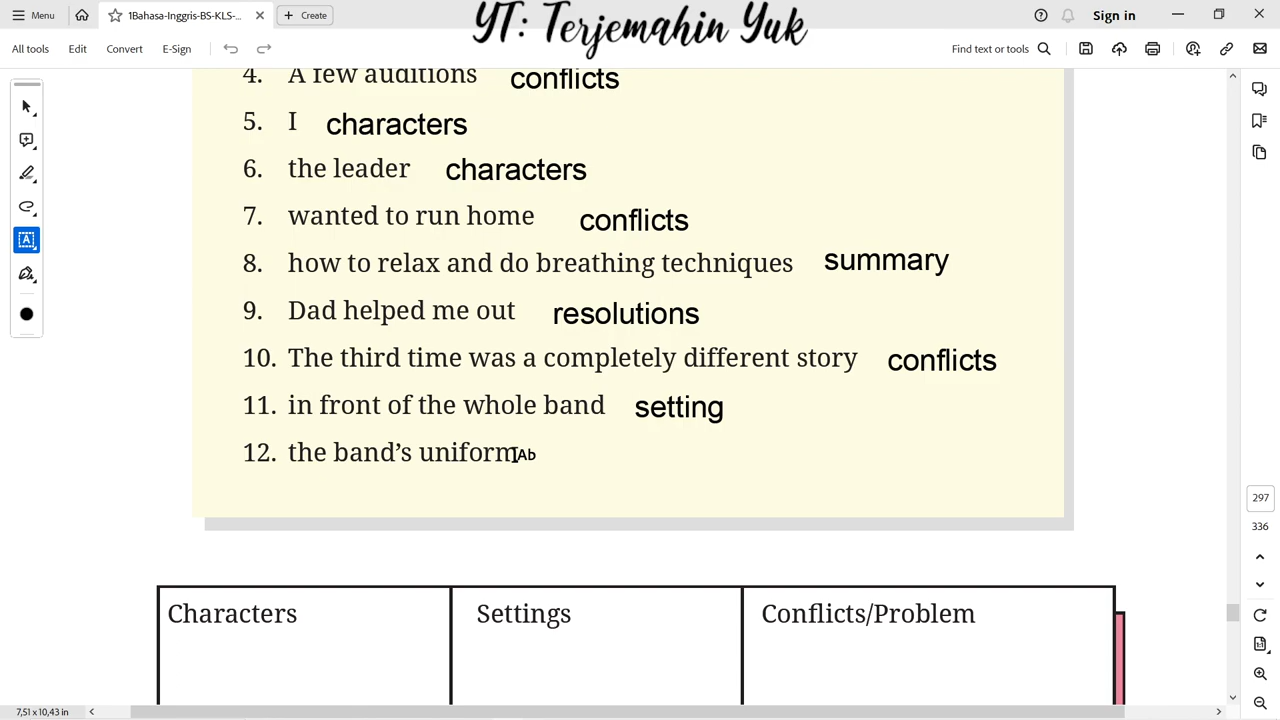 Menu
1Bahasa-Inggris-BS-KLS-...
Create
YT: Terjemahin Yuk
Sign in
All tools
Edit
Convert
E-Sign
Find text or tools
4. A few auditions conflicts
5. I characters
6. the leader characters
7. wanted to run home conflicts
8. how to relax and do breathing techniques summary
9. Dad helped me out resolutions
10. The third time was a completely different story conflicts
11. in front of the whole band setting
12. the band's uniform Ab
297
336
Characters
Settings
Conflicts/Problem
7,51 x 10,43 in